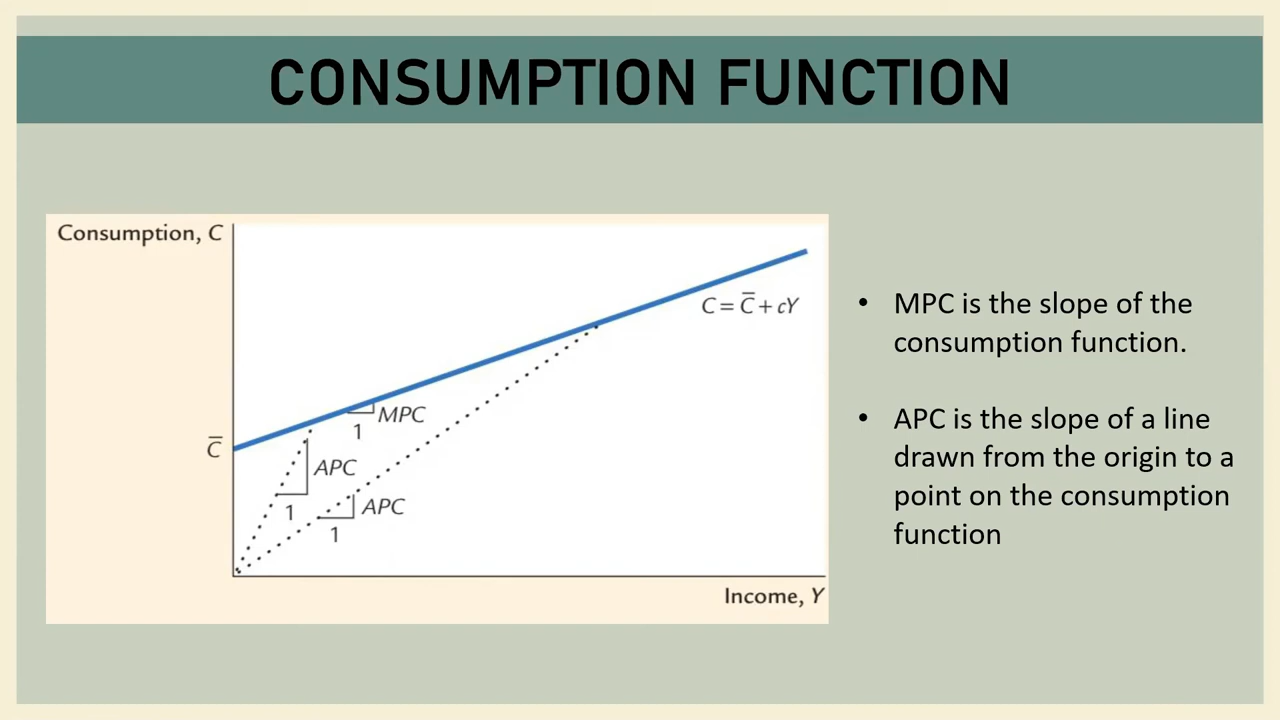 CONSUMPTION FUNCTION
Consumption, C
C = C̅ + cY
C̅
MPC
1
APC
1
APC
1
Income, Y
• MPC is the slope of the
consumption function.
• APC is the slope of a line
drawn from the origin to a
point on the consumption
function